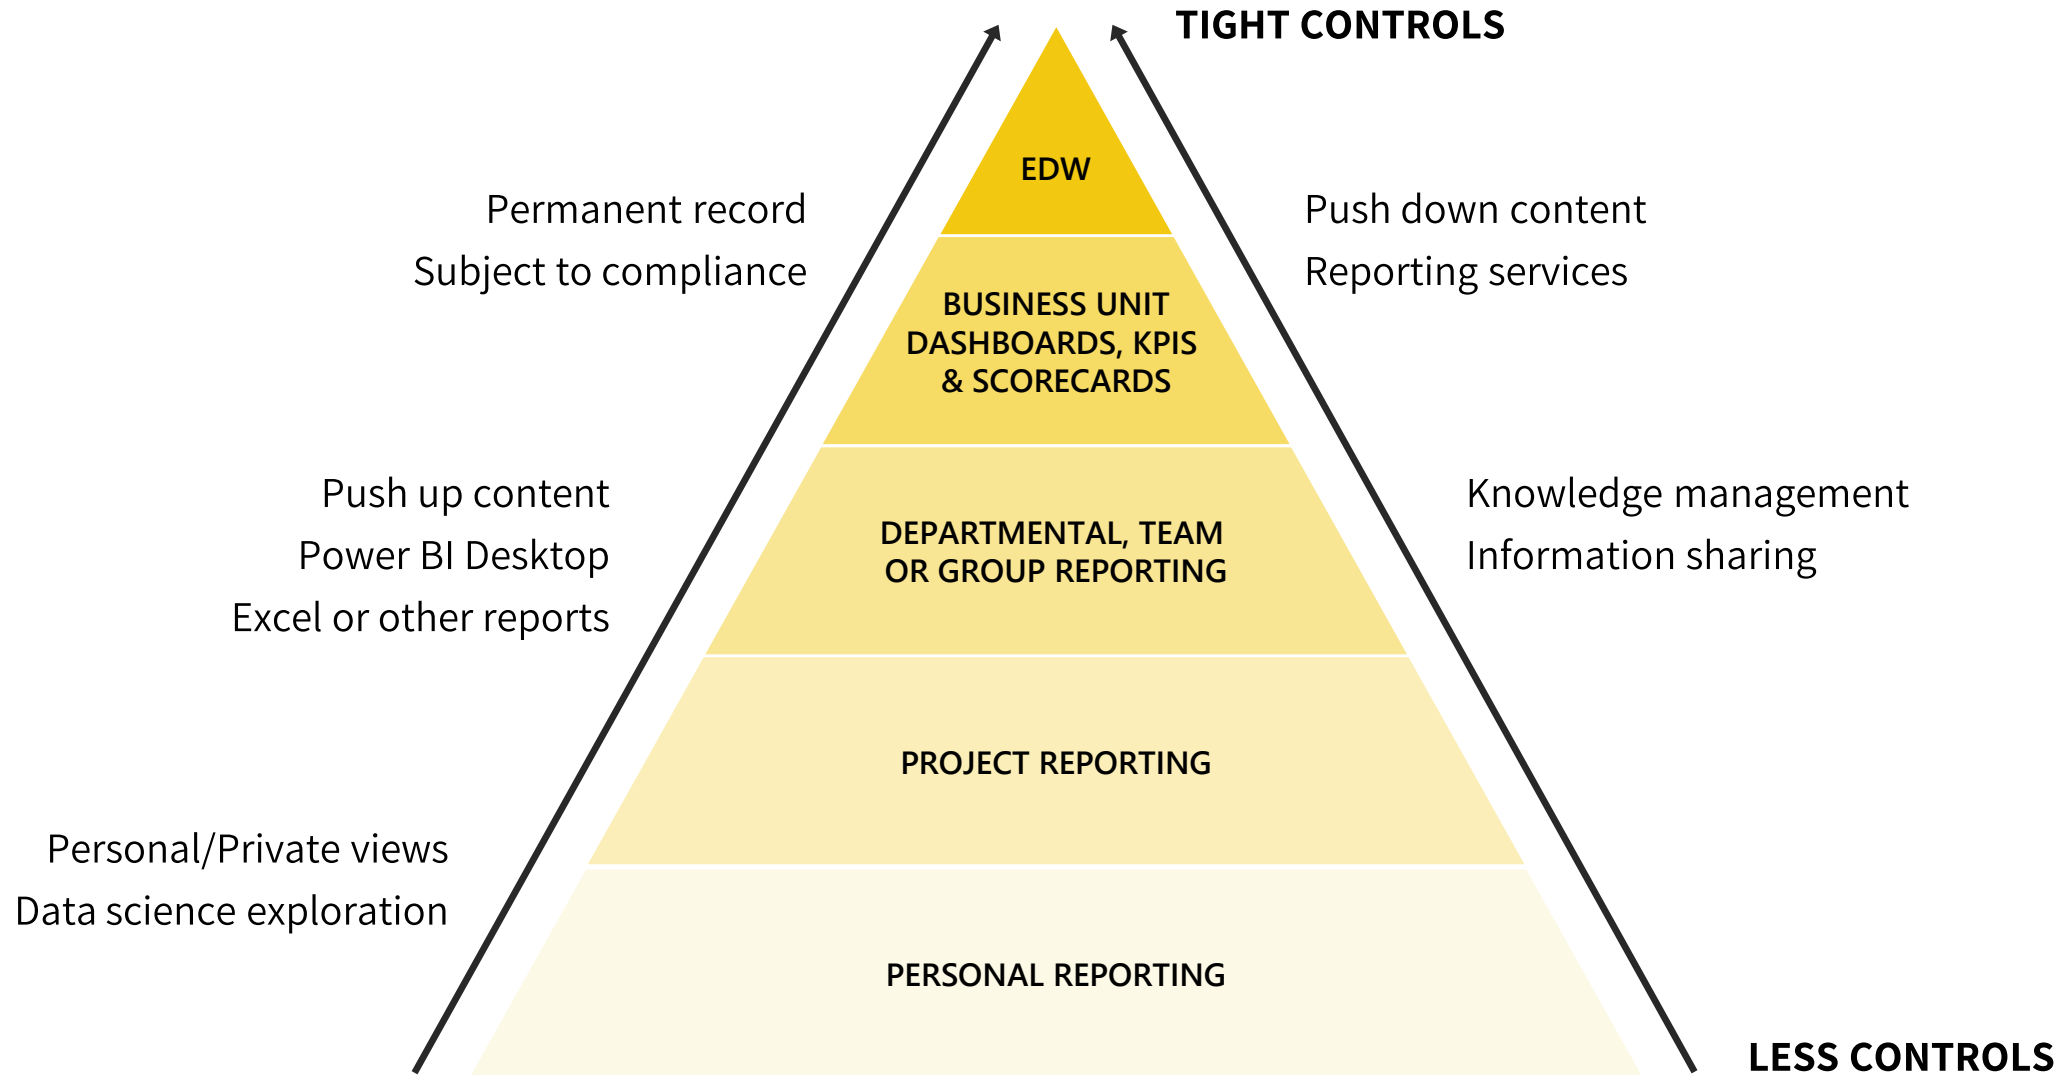 TIGHT CONTROLS
EDW
Permanent record
Subject to compliance
Push down content
Reporting services
BUSINESS UNIT
DASHBOARDS, KPIS
& SCORECARDS
Push up content
Power BI Desktop
Excel or other reports
DEPARTMENTAL, TEAM
OR GROUP REPORTING
Knowledge management
Information sharing
PROJECT REPORTING
Personal/Private views
Data science exploration
PERSONAL REPORTING
LESS CONTROLS